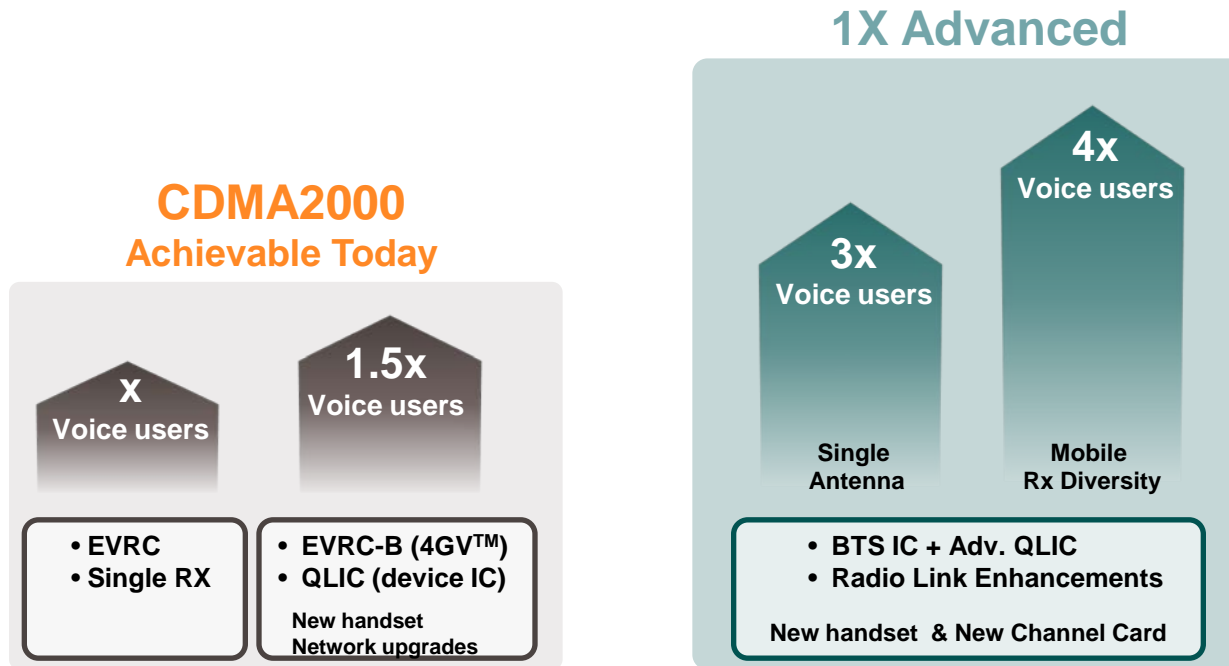 1X Advanced
CDMA2000
Achievable Today
x
Voice users
1.5x
Voice users
3x
Voice users
4x
Voice users
Single
Antenna
Mobile
Rx Diversity
• EVRC
• Single RX
• EVRC-B (4GV™)
• QLIC (device IC)
New handset
Network upgrades
• BTS IC + Adv. QLIC
• Radio Link Enhancements
New handset & New Channel Card